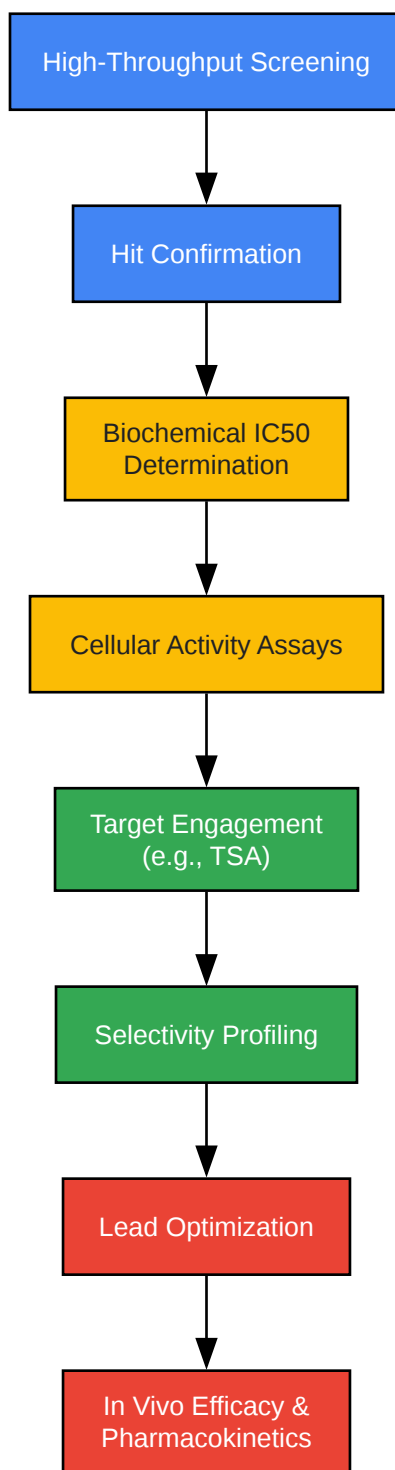 High-Throughput Screening
Hit Confirmation
Biochemical IC50
Determination
Cellular Activity Assays
Target Engagement
(e.g., TSA)
Selectivity Profiling
Lead Optimization
In Vivo Efficacy &
Pharmacokinetics